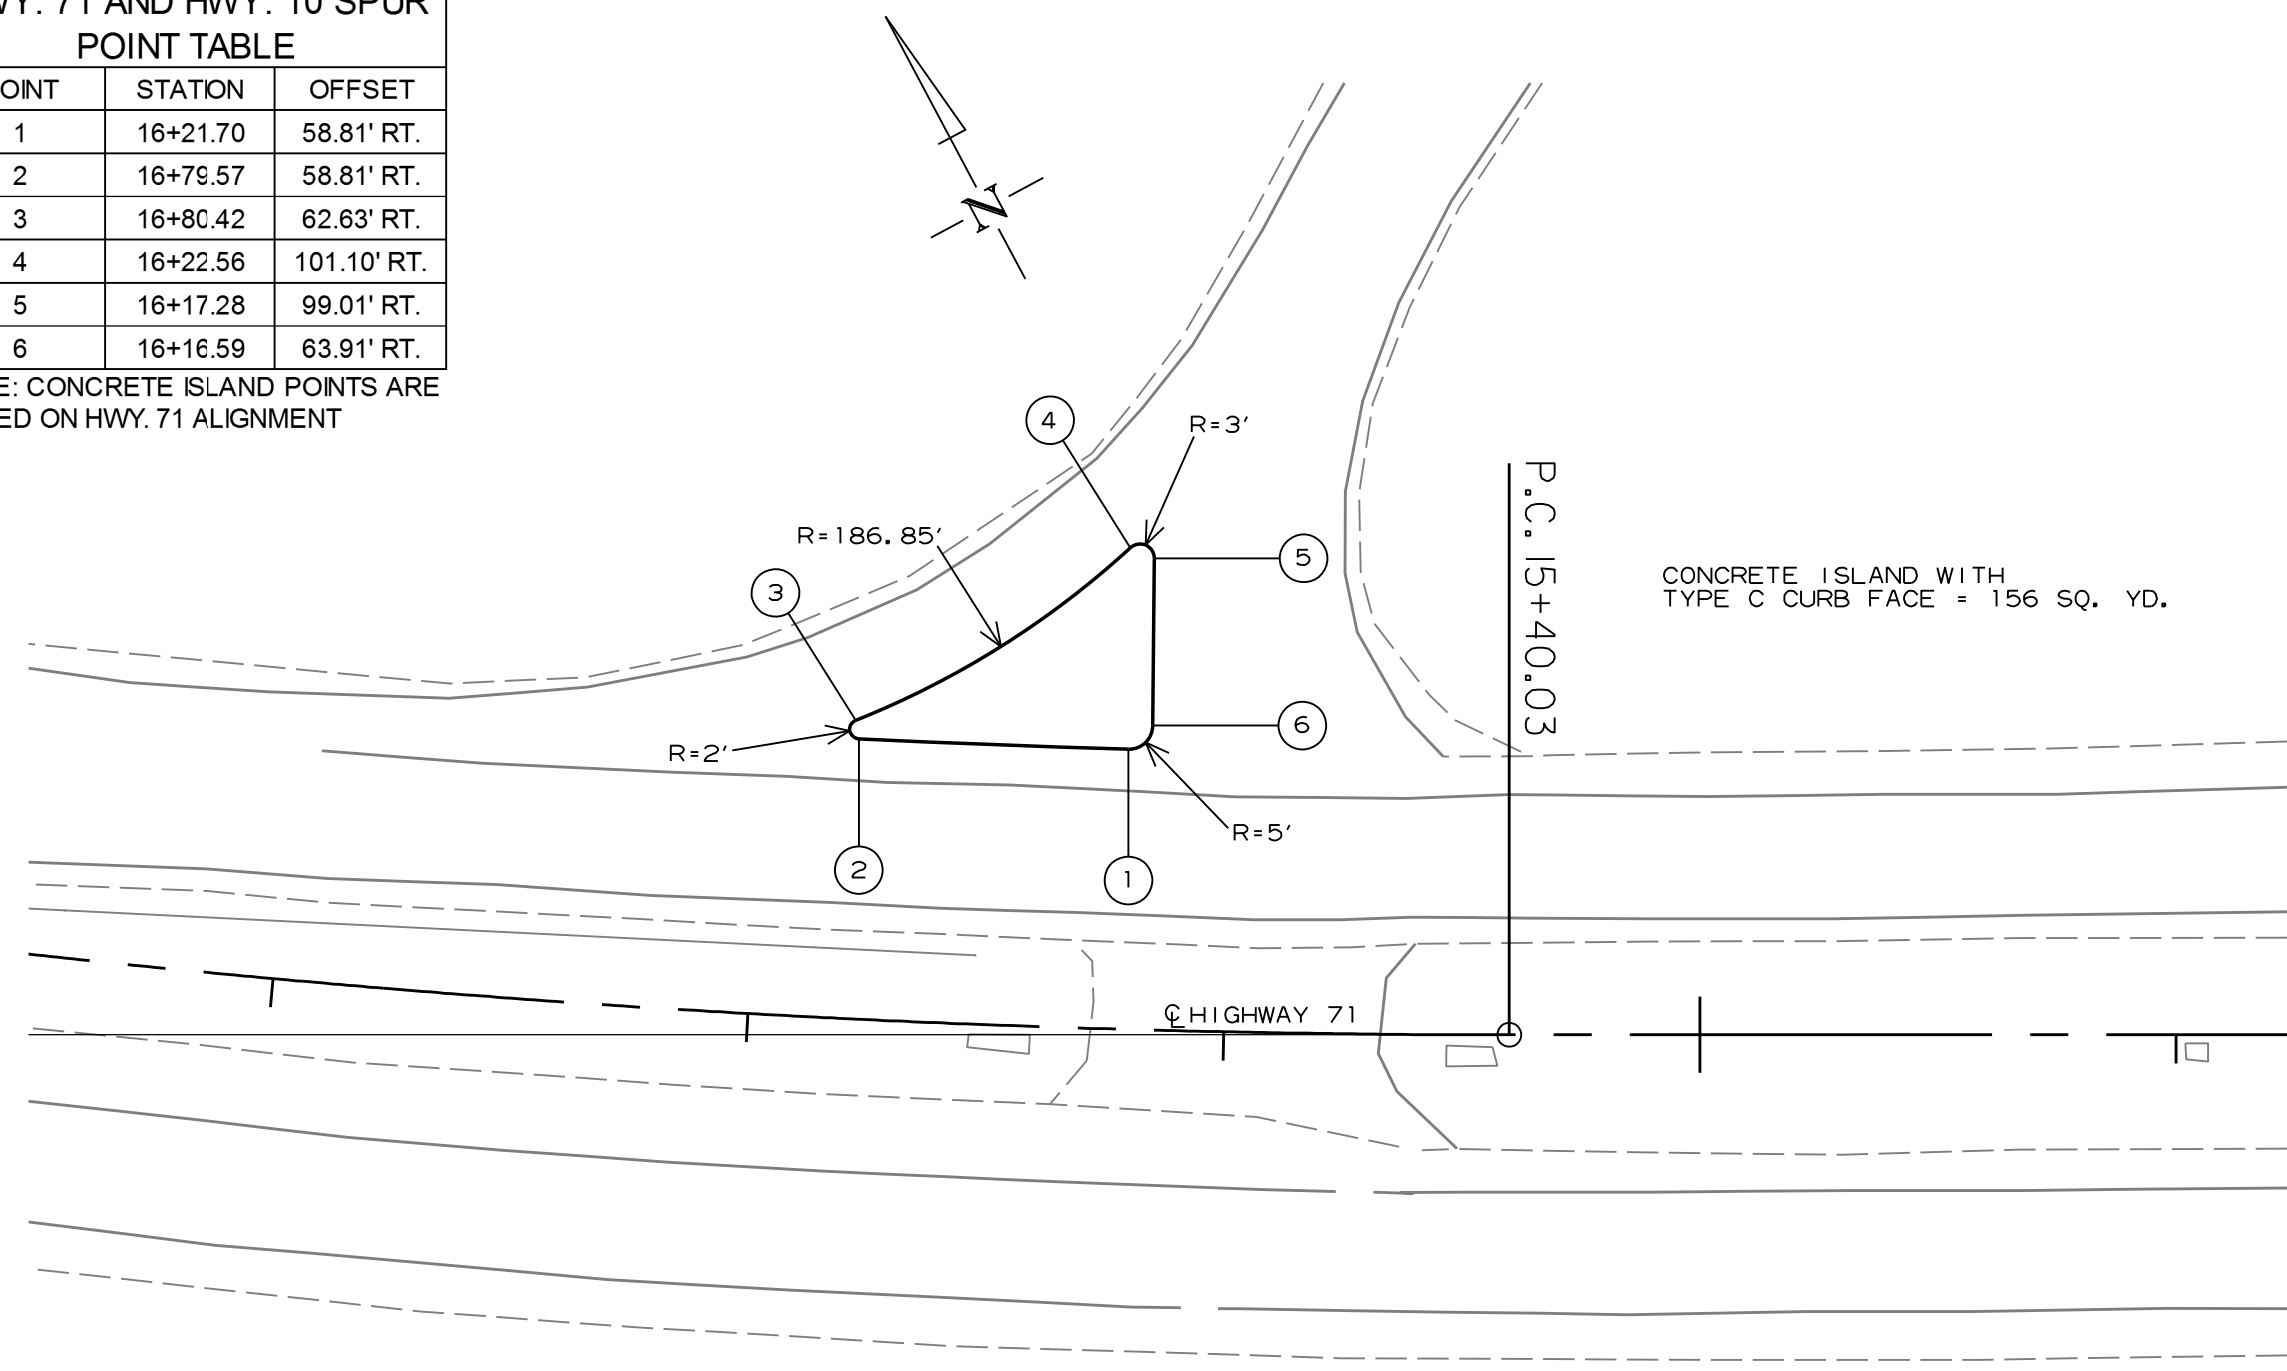 71 AND HWY. 10 SPUR
POINT TABLE
STATION OFFSET
1 16+21.70 58.81' RT.
2 16+79.57 58.81' RT.
3 16+80.42 62.63' RT.
4 16+22.56 101.10' RT.
5 16+17.28 99.01' RT.
6 16+16.59 63.91' RT.
CONCRETE ISLAND POINTS ARE
ON HWY. 71 ALIGNMENT
N
4
R=3'
R=186.85'
3
5
P.C. 15+40.03
CONCRETE ISLAND WITH
TYPE C CURB FACE = 156 SQ. YD.
6
R=2'
R=5'
2
1
℄ HIGHWAY 71